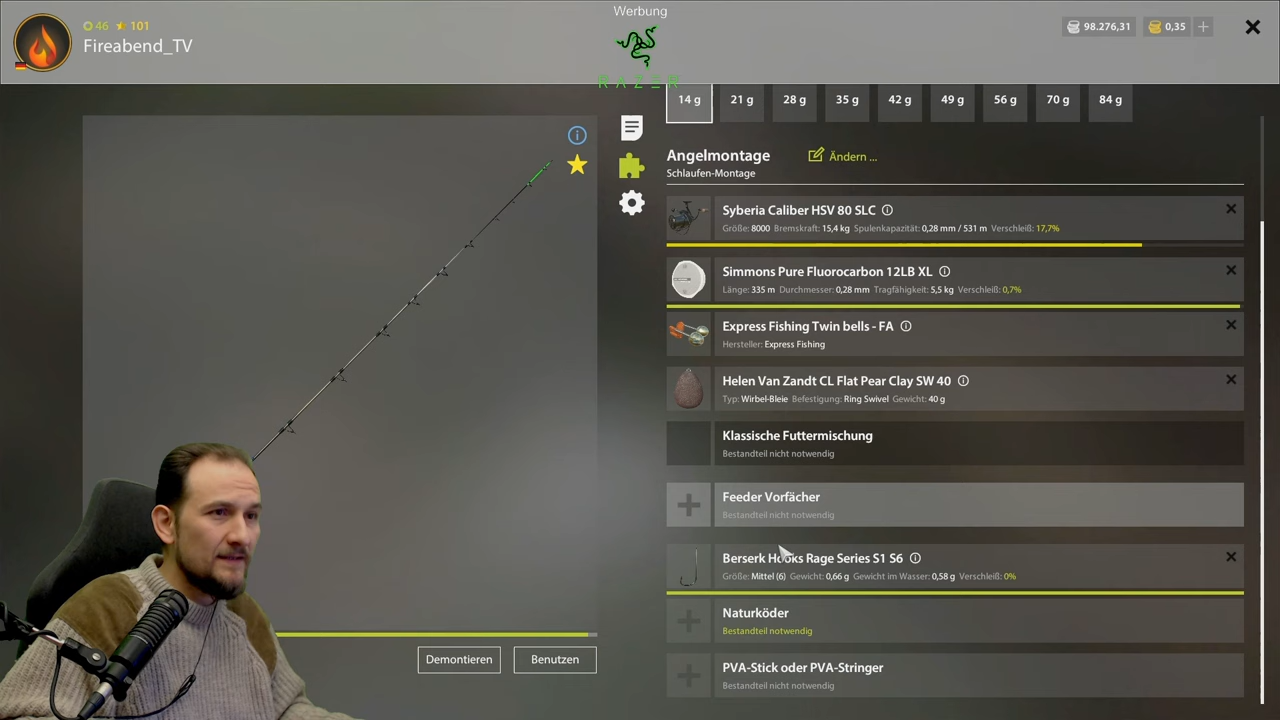 Werbung
RAZER
46 101
Fireabend_TV
98.276,31
0,35
14 g
21 g
28 g
35 g
42 g
49 g
56 g
70 g
84 g
Angelmontage
Ändern ...
Schlaufen-Montage
Syberia Caliber HSV 80 SLC
Größe: 8000 Bremskraft: 15,4 kg Spulenkapazität: 0,28 mm / 531 m Verschleiß: 17,7%
Simmons Pure Fluorocarbon 12LB XL
Länge: 335 m Durchmesser: 0,28 mm Tragfähigkeit: 5,5 kg Verschleiß: 0,7%
Express Fishing Twin bells - FA
Hersteller: Express Fishing
Helen Van Zandt CL Flat Pear Clay SW 40
Typ: Wirbel-Bleie Befestigung: Ring Swivel Gewicht: 40 g
Klassische Futtermischung
Bestandteil nicht notwendig
Feeder Vorfächer
Bestandteil nicht notwendig
Berserk Hooks Rage Series S1 S6
Größe: Mittel (6) Gewicht: 0,66 g Gewicht im Wasser: 0,58 g Verschleiß: 0%
Naturköder
Bestandteil notwendig
PVA-Stick oder PVA-Stringer
Bestandteil nicht notwendig
Demontieren
Benutzen